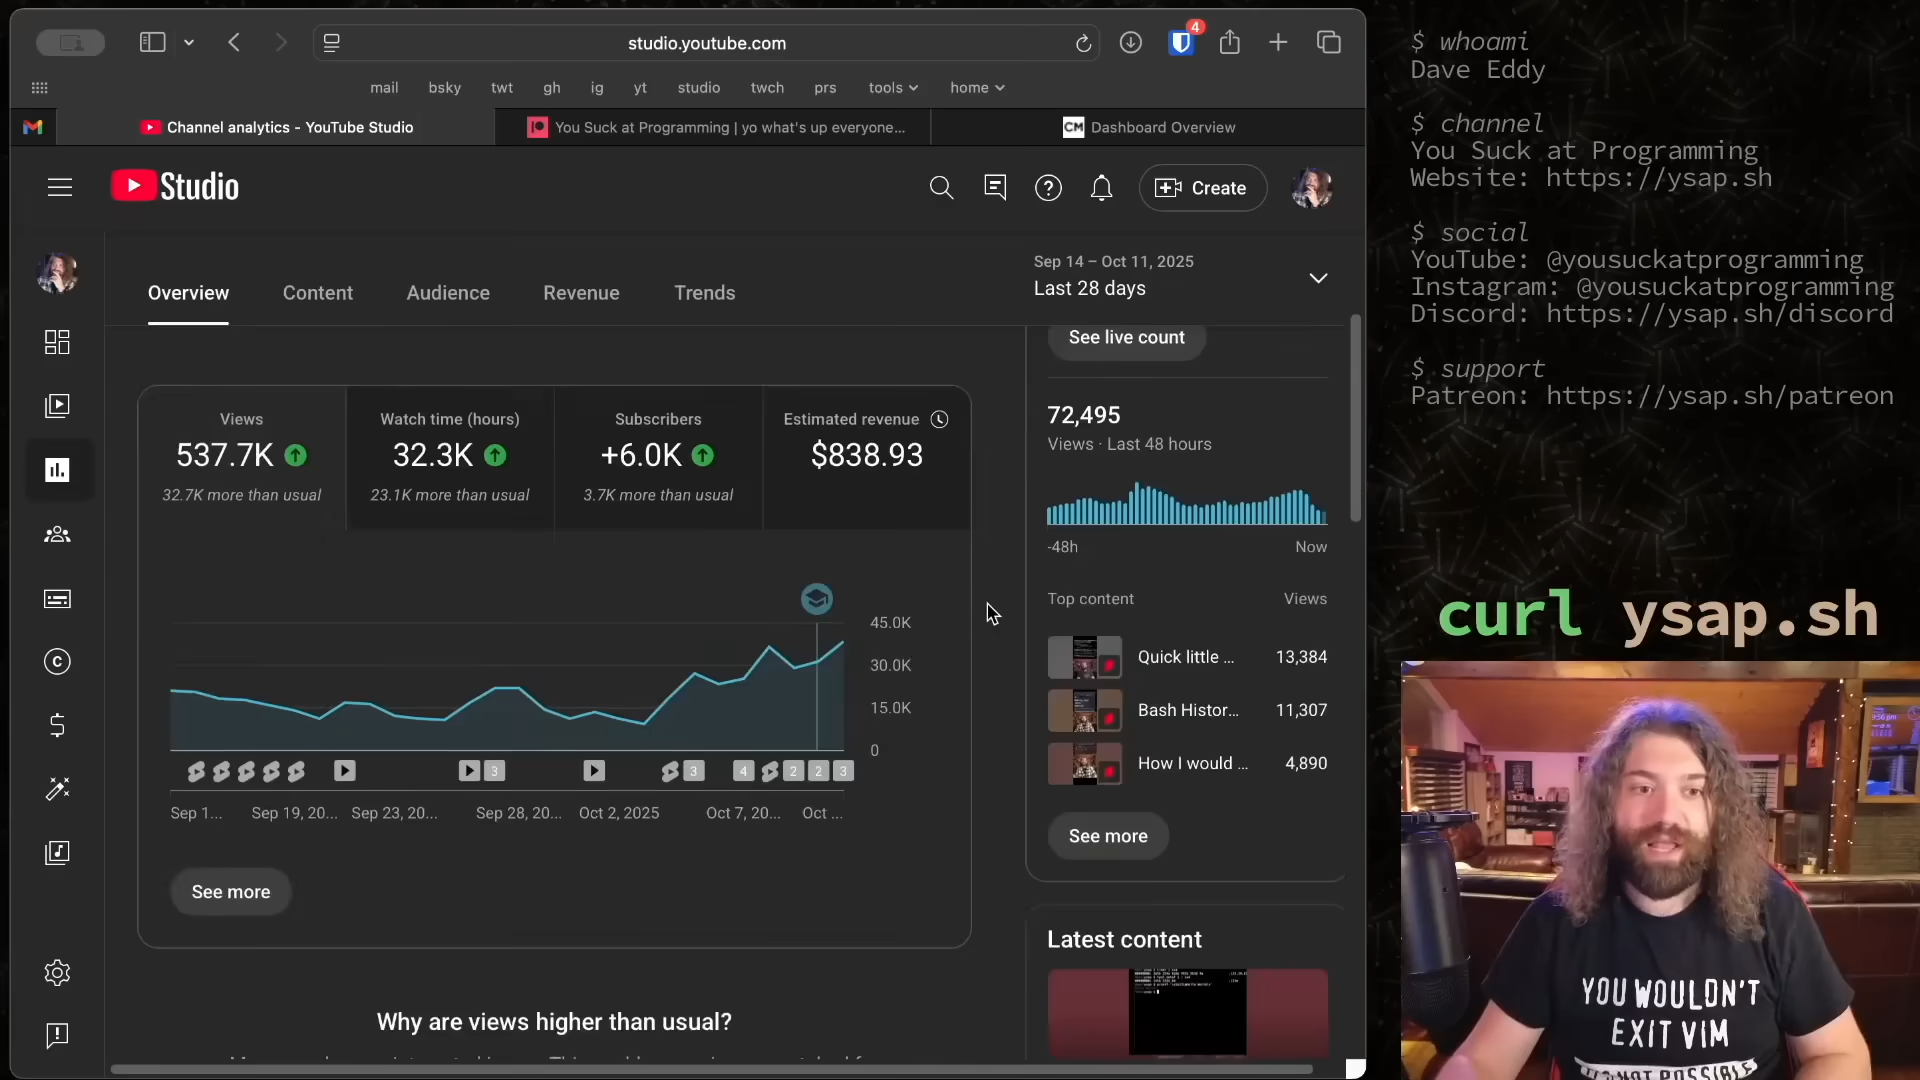 4
studio.youtube.com
mail bsky twt gh ig yt studio twch prs tools home
Channel analytics - YouTube Studio
You Suck at Programming | yo what's up everyone...
CM Dashboard Overview
Studio
Create
Overview Content Audience Revenue Trends
Sep 14 – Oct 11, 2025
Last 28 days
Views
537.7K
32.7K more than usual
Watch time (hours)
32.3K
23.1K more than usual
Subscribers
+6.0K
3.7K more than usual
Estimated revenue
$838.93
45.0K
30.0K
15.0K
0
3 3 4 2 2 3
Sep 1... Sep 19, 20... Sep 23, 20... Sep 28, 20... Oct 2, 2025 Oct 7, 20... Oct ...
See more
Why are views higher than usual?
See live count
72,495
Views · Last 48 hours
-48h Now
Top content Views
Quick little ... 13,384
Bash Histor... 11,307
How I would ... 4,890
See more
Latest content
$ whoami
Dave Eddy
$ channel
You Suck at Programming
Website: https://ysap.sh
$ social
YouTube: @yousuckatprogramming
Instagram: @yousuckatprogramming
Discord: https://ysap.sh/discord
$ support
Patreon: https://ysap.sh/patreon
curl ysap.sh
YOU WOULDN'T
EXIT VIM